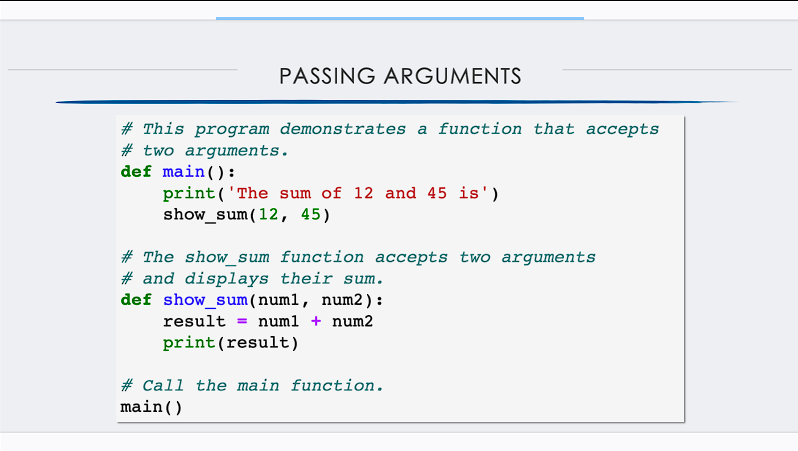 PASSING ARGUMENTS
# This program demonstrates a function that accepts
# two arguments.
def main():
    print('The sum of 12 and 45 is')
    show_sum(12, 45)

# The show_sum function accepts two arguments
# and displays their sum.
def show_sum(num1, num2):
    result = num1 + num2
    print(result)

# Call the main function.
main()